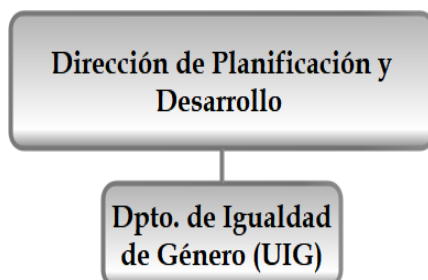 Dirección de Planificación y
Desarrollo
Dpto. de Igualdad
de Género (UIG)